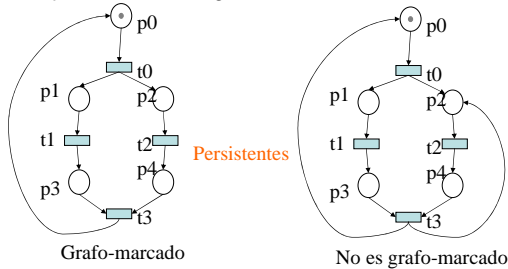 p0
t0
p1
p2
t1
t2
p3
p4
t3
Grafo-marcado
Persistentes
p0
t0
p1
p2
t1
t2
p3
p4
t3
No es grafo-marcado